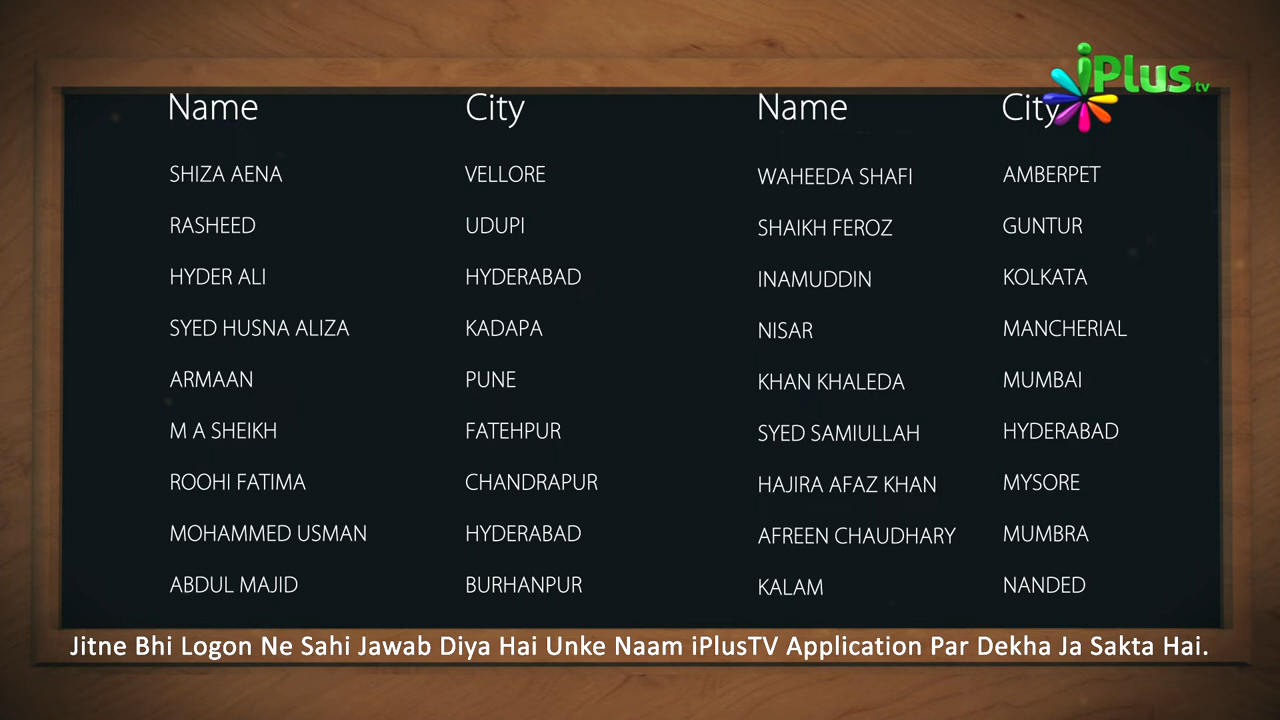 iPlus tv
Name City Name City
SHIZA AENA VELLORE WAHEEDA SHAFI AMBERPET
RASHEED UDUPI SHAIKH FEROZ GUNTUR
HYDER ALI HYDERABAD INAMUDDIN KOLKATA
SYED HUSNA ALIZA KADAPA NISAR MANCHERIAL
ARMAAN PUNE KHAN KHALEDA MUMBAI
M A SHEIKH FATEHPUR SYED SAMIULLAH HYDERABAD
ROOHI FATIMA CHANDRAPUR HAJIRA AFAZ KHAN MYSORE
MOHAMMED USMAN HYDERABAD AFREEN CHAUDHARY MUMBRA
ABDUL MAJID BURHANPUR KALAM NANDED
Jitne Bhi Logon Ne Sahi Jawab Diya Hai Unke Naam iPlusTV Application Par Dekha Ja Sakta Hai.